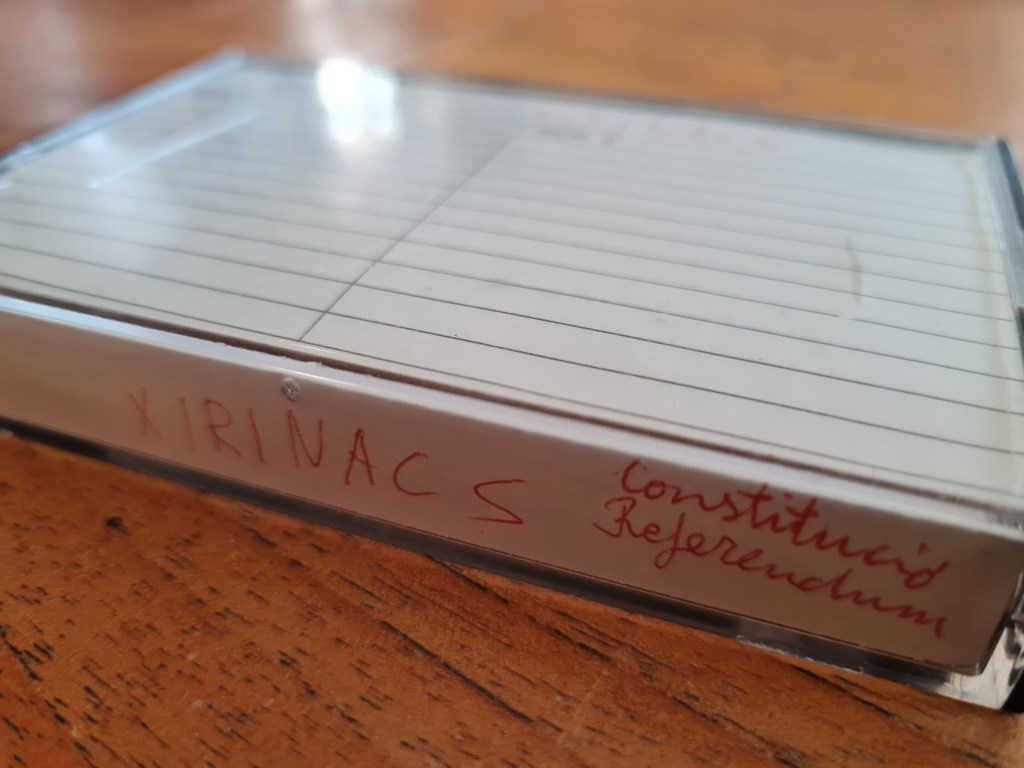 XIRINACS
Constitució
Referendum